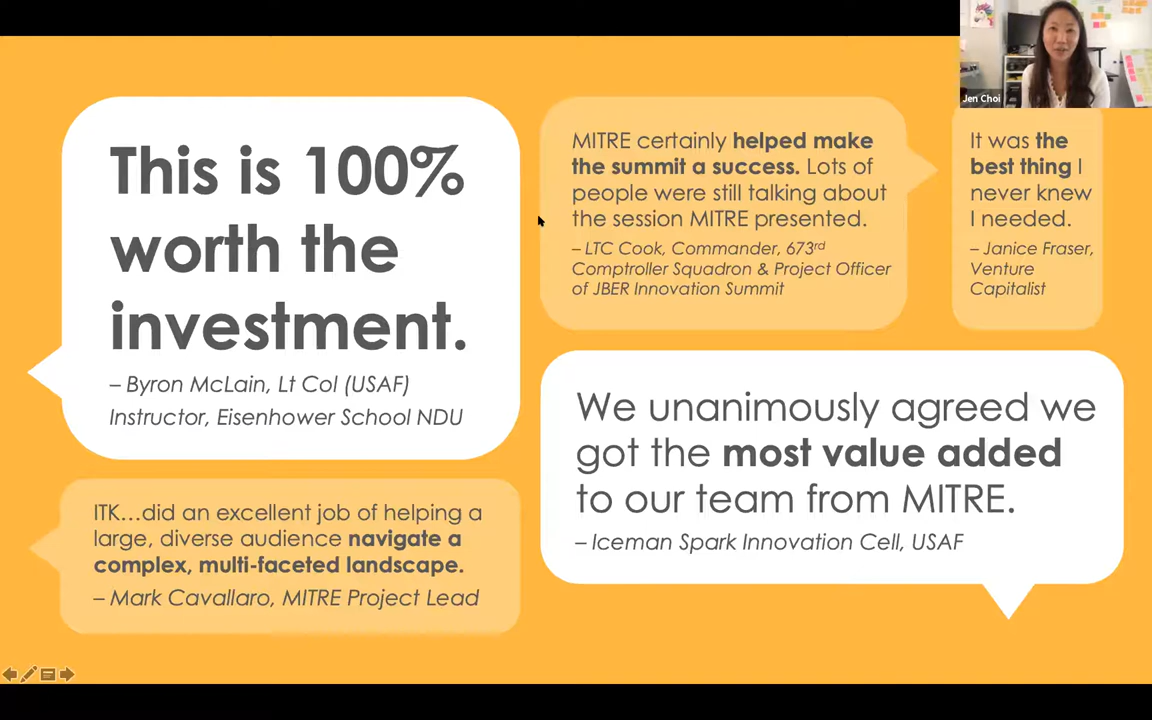 This is 100%
worth the
investment.
– Byron McLain, Lt Col (USAF)
Instructor, Eisenhower School NDU
MITRE certainly helped make
the summit a success. Lots of
people were still talking about
the session MITRE presented.
– LTC Cook, Commander, 673rd
Comptroller Squadron & Project Officer
of JBER Innovation Summit
It was the
best thing I
never knew
I needed.
– Janice Fraser,
Venture
Capitalist
ITK...did an excellent job of helping a
large, diverse audience navigate a
complex, multi-faceted landscape.
– Mark Cavallaro, MITRE Project Lead
We unanimously agreed we
got the most value added
to our team from MITRE.
– Iceman Spark Innovation Cell, USAF
Jen Choi